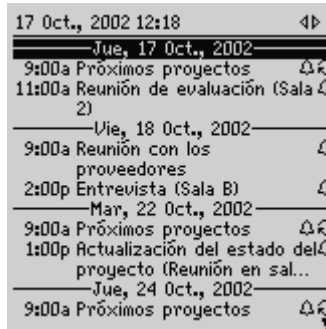 17 Oct., 2002 12:18
Jue, 17 Oct., 2002
9:00a Próximos proyectos
11:00a Reunión de evaluación (Sala
2)
Vie, 18 Oct., 2002
9:00a Reunión con los
proveedores
2:00p Entrevista (Sala B)
Mar, 22 Oct., 2002
9:00a Próximos proyectos
1:00p Actualización del estado del
proyecto (Reunión en sal...
Jue, 24 Oct., 2002
9:00a Próximos proyectos